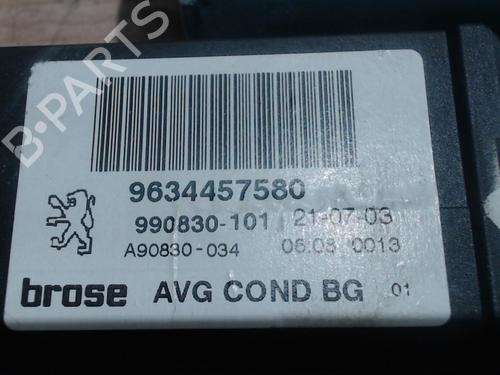 B-PARTS
9634457580
990830-101 21-07-03
A90830-034 06.03 0013
brose AVG COND BG 01